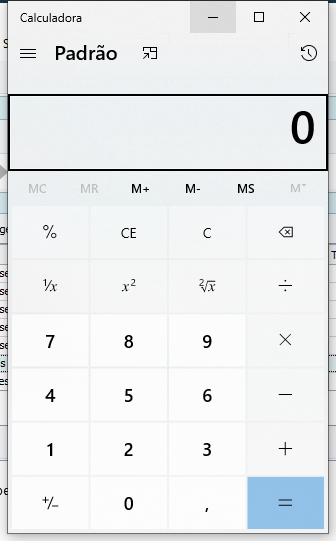 Calculadora
Padrão
0
MC MR M+ M- MS M˅
% CE C
¹/x x² ²√x ÷
7 8 9 ×
4 5 6 −
1 2 3 +
+/− 0 , =